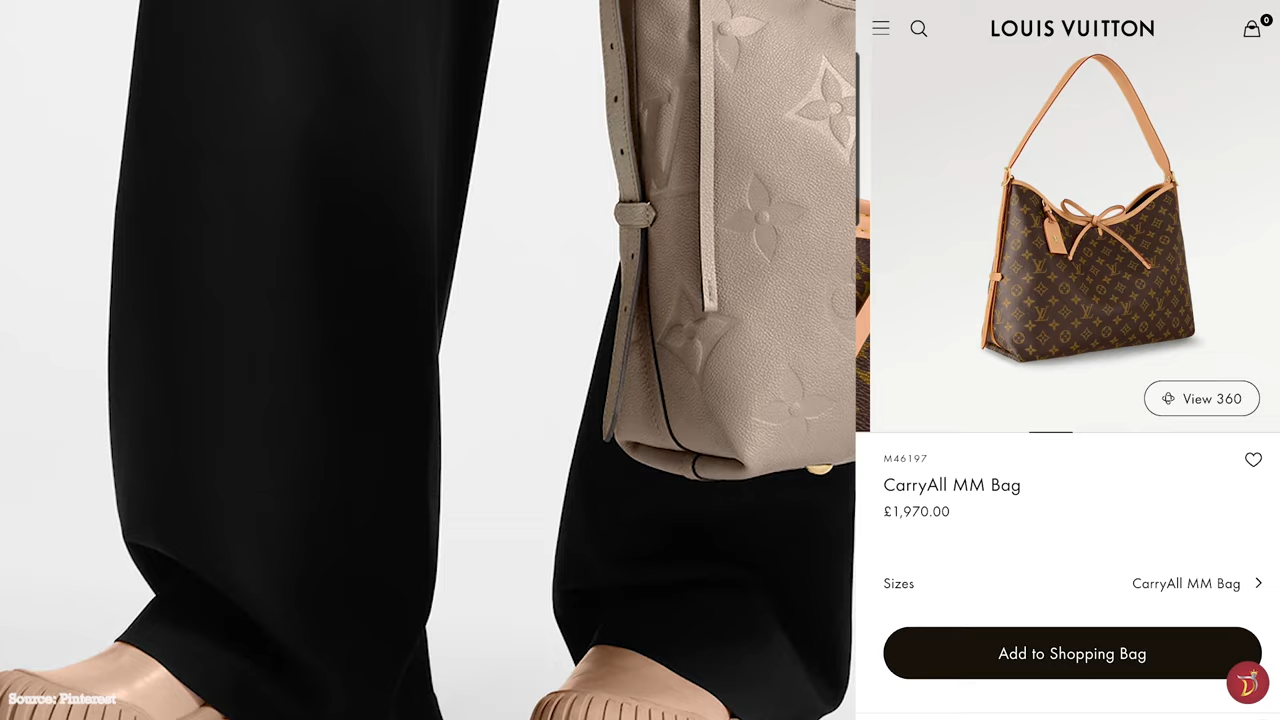 LOUIS VUITTON
0
View 360
M46197
CarryAll MM Bag
£1,970.00
Sizes
CarryAll MM Bag
Add to Shopping Bag
Source: Pinterest